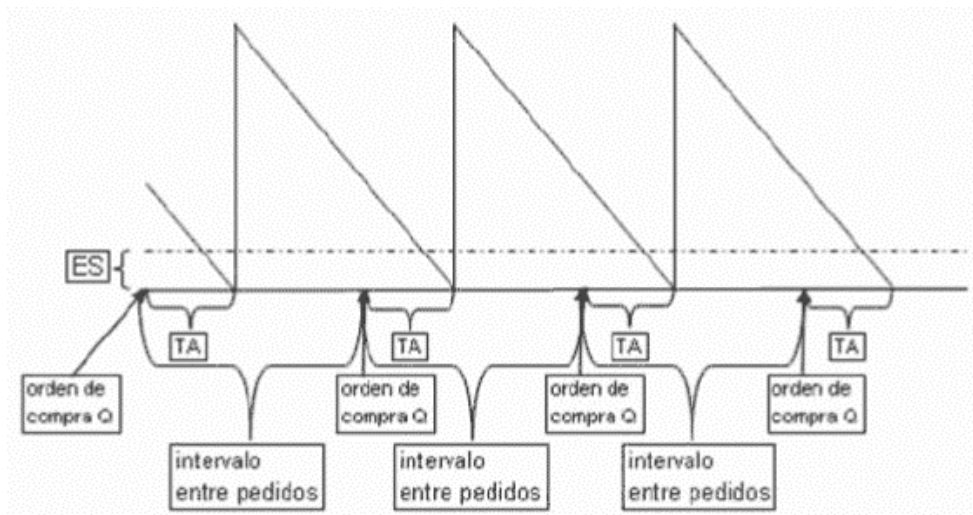 ES
TA
TA
TA
TA
orden de
compra Q
orden de
compra Q
orden de
compra Q
orden de
compra Q
intervalo
entre pedidos
intervalo
entre pedidos
intervalo
entre pedidos